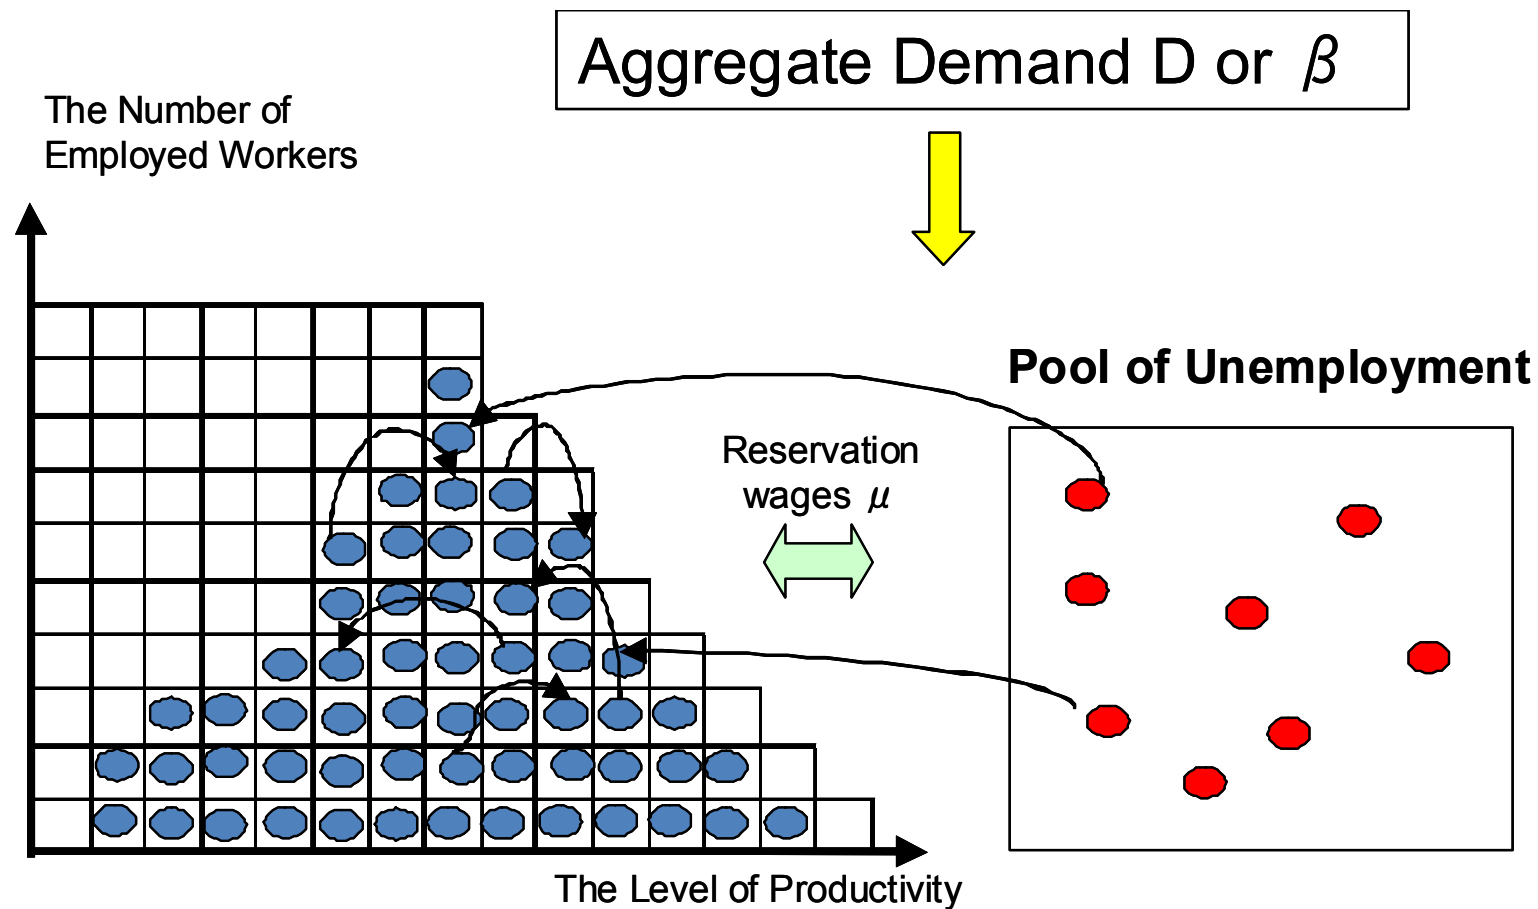 Aggregate Demand D or β
The Number of
Employed Workers
Pool of Unemployment
Reservation
wages μ
The Level of Productivity